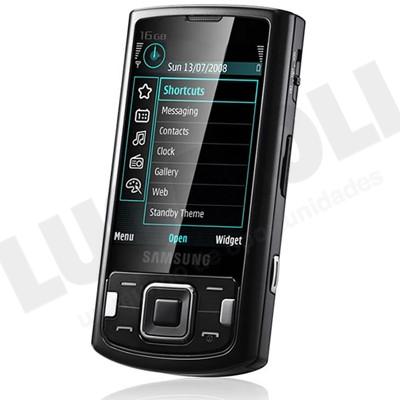 16GB
Sun 13/07/2008
Shortcuts
Messaging
Contacts
Clock
Gallery
Web
Standby Theme
Menu Open Widget
SAMSUNG